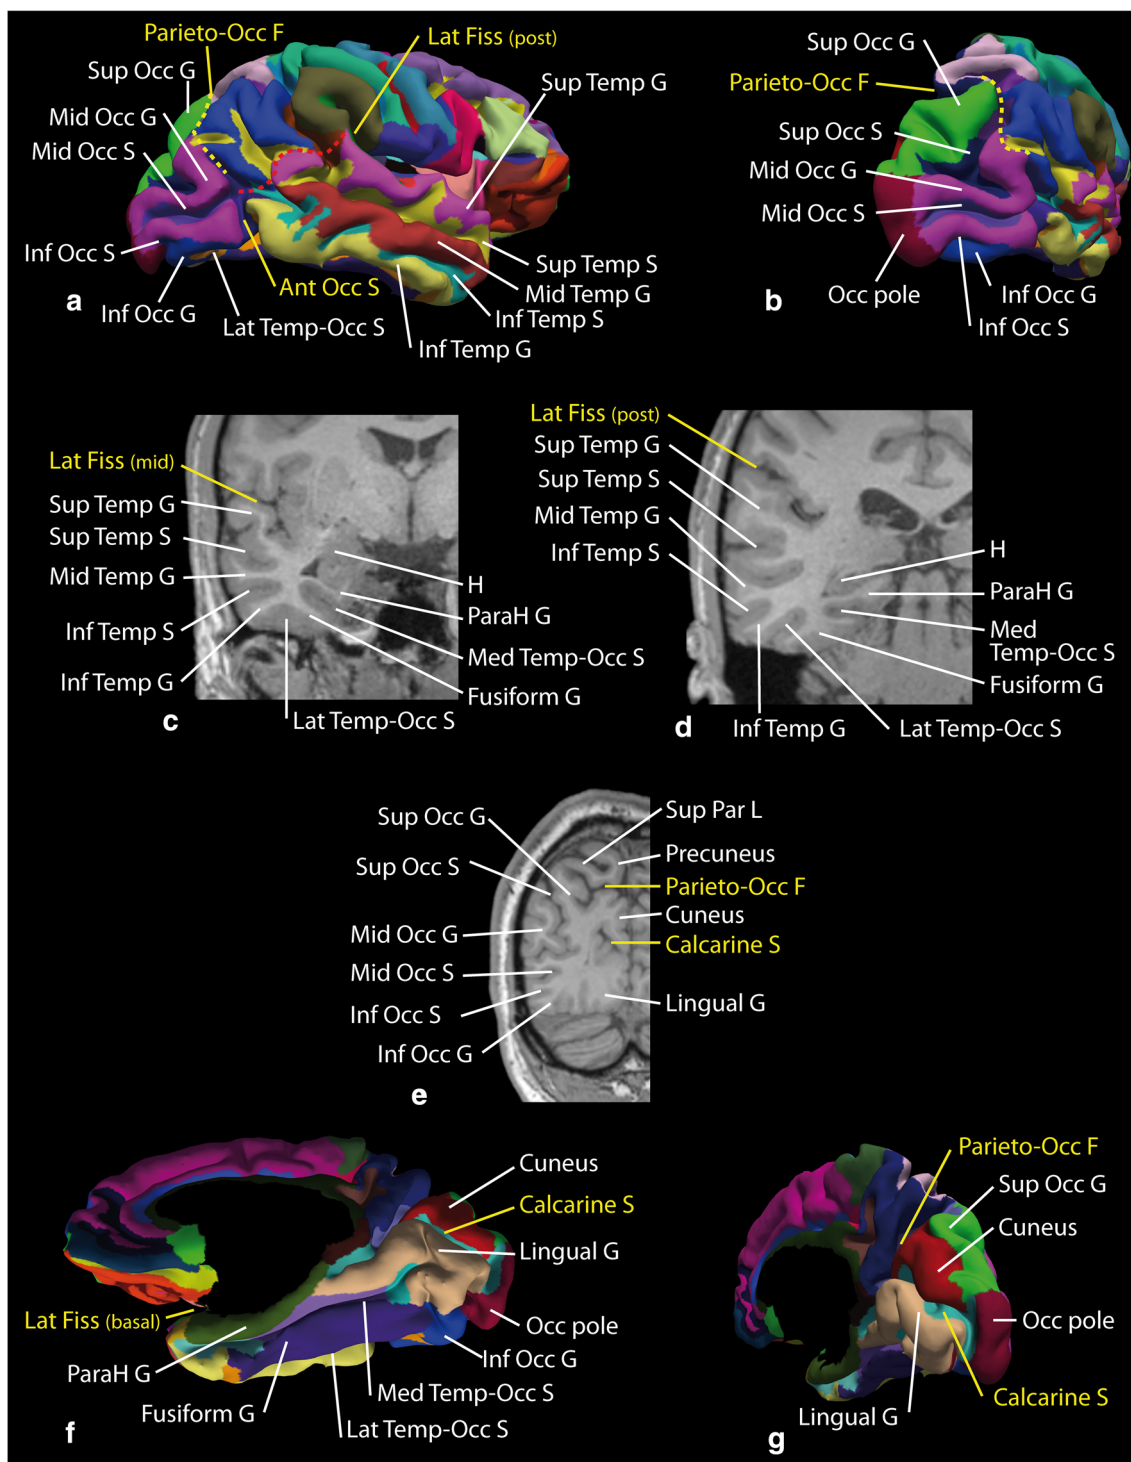 Parieto-Occ F
Lat Fiss (post)
Sup Occ G
Sup Temp G
Mid Occ G
Mid Occ S
Inf Occ S
Sup Temp S
Ant Occ S
Mid Temp G
a
Inf Occ G
Lat Temp-Occ S
Inf Temp S
Inf Temp G
Sup Occ G
Parieto-Occ F
Sup Occ S
Mid Occ G
Mid Occ S
Occ pole
Inf Occ G
b
Inf Occ S
Lat Fiss (mid)
Sup Temp G
Sup Temp S
Mid Temp G
H
ParaH G
Inf Temp S
Med Temp-Occ S
Inf Temp G
Fusiform G
c
Lat Temp-Occ S
Lat Fiss (post)
Sup Temp G
Sup Temp S
Mid Temp G
Inf Temp S
H
ParaH G
Med
Temp-Occ S
Fusiform G
d
Inf Temp G
Lat Temp-Occ S
Sup Occ G
Sup Par L
Sup Occ S
Precuneus
Parieto-Occ F
Cuneus
Mid Occ G
Calcarine S
Mid Occ S
Inf Occ S
Lingual G
Inf Occ G
e
Cuneus
Calcarine S
Lingual G
Lat Fiss (basal)
Occ pole
ParaH G
Inf Occ G
Med Temp-Occ S
Fusiform G
Lat Temp-Occ S
f
Parieto-Occ F
Sup Occ G
Cuneus
Occ pole
Calcarine S
Lingual G
g